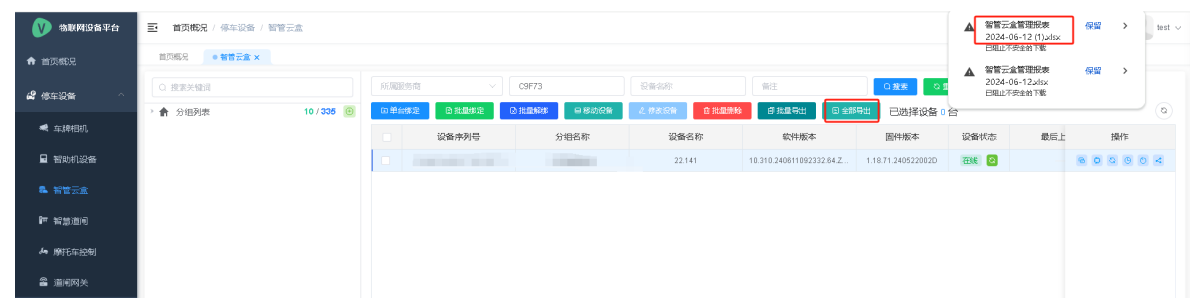 物联网设备平台
首页概况 / 停车设备 / 智管云盒
智管云盒管理报表
2024-06-12 (1).xlsx
已阻止不安全的下载
保留
智管云盒管理报表
2024-06-12.xlsx
已阻止不安全的下载
保留
test
首页概况
智管云盒 ×
首页概况
停车设备
车牌相机
智助机设备
智管云盒
智慧道闸
摩托车控制
道闸网关
搜索关键词
分组列表 10 / 335
所属服务商 C9F73 设备名称 备注 搜索
单台绑定 批量绑定 批量解绑 移动设备 修改设备 批量删除 批量导出 全部导出 已选择设备 0 台
设备序列号 分组名称 设备名称 软件版本 固件版本 设备状态 最后上 操作
22.141 10.310.240611092332.64.Z... 1.18.71.240522002D 在线